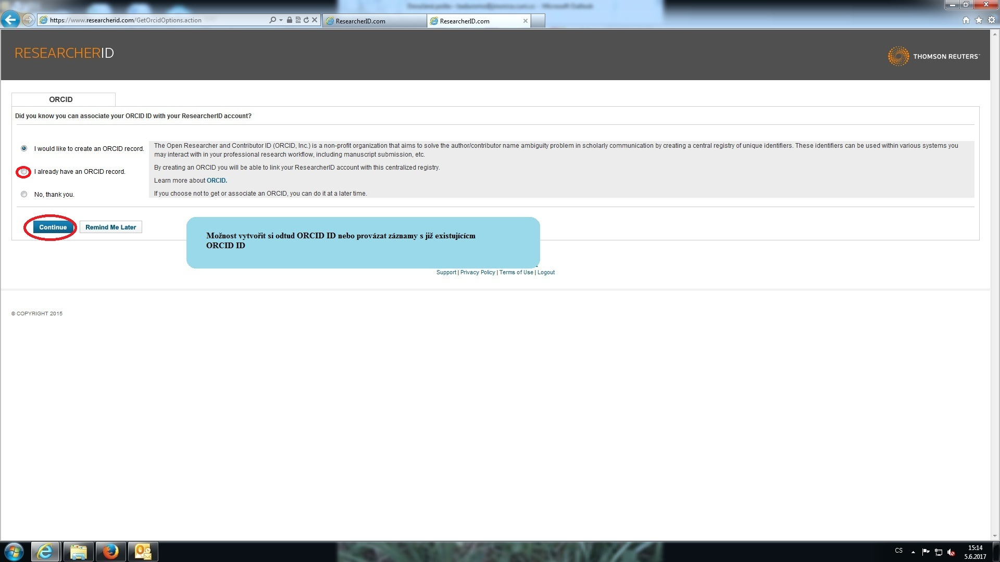 https://www.researcherid.com/GetOrcidOptions.action
ResearcherID.com
ResearcherID.com
RESEARCHERID
THOMSON REUTERS™
ORCID
Did you know you can associate your ORCID ID with your ResearcherID account?
I would like to create an ORCID record.
I already have an ORCID record.
No, thank you.
The Open Researcher and Contributor ID (ORCID, Inc.) is a non-profit organization that aims to solve the author/contributor name ambiguity problem in scholarly communication by creating a central registry of unique identifiers. These identifiers can be used within various systems you
may interact with in your professional research workflow, including manuscript submission, etc.
By creating an ORCID you will be able to link your ResearcherID account with this centralized registry.
Learn more about ORCID.
If you choose not to get or associate an ORCID, you can do it at a later time.
Continue
Remind Me Later
Možnost vytvořit si odtud ORCID ID nebo provázat záznamy s již existujícícm
ORCID ID
Support | Privacy Policy | Terms of Use | Logout
© COPYRIGHT 2015
CS
15:14
5.6.2017